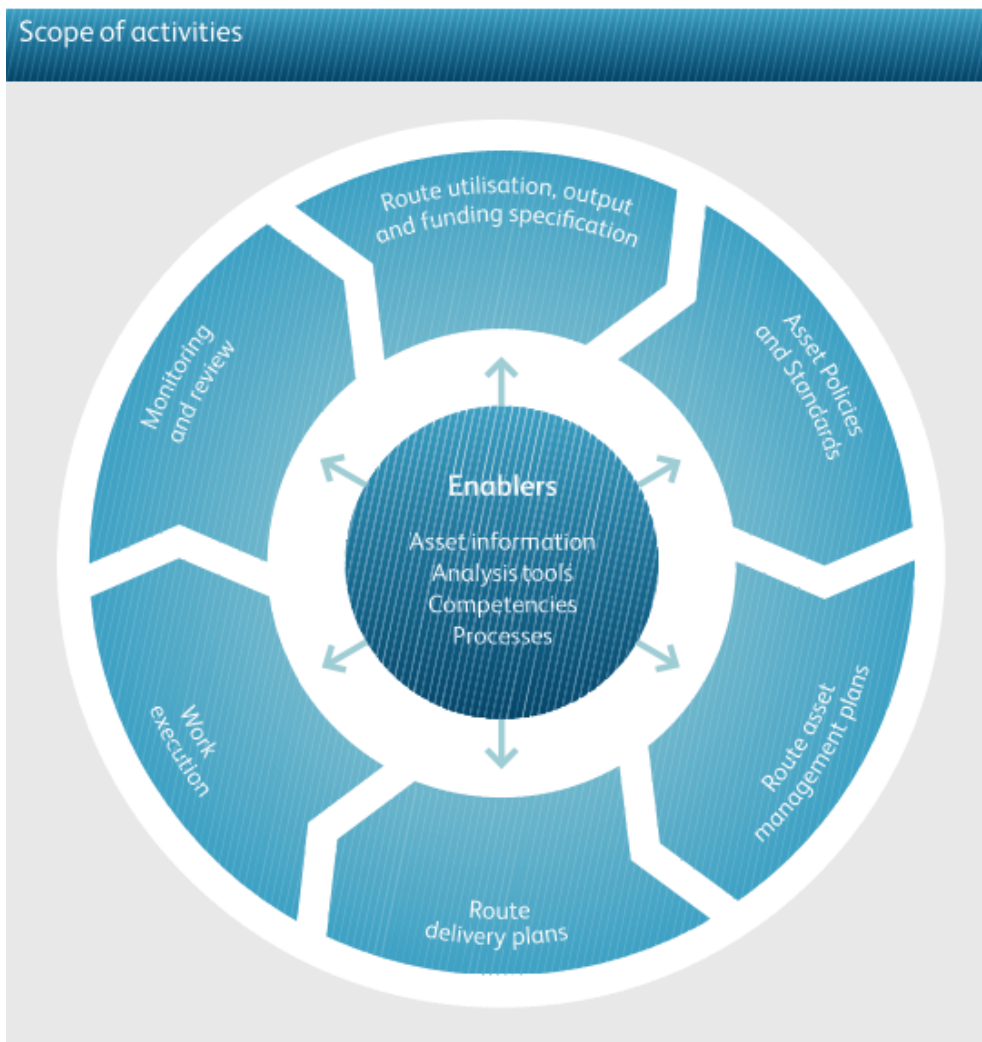 Scope of activities
Route utilisation, output
and funding specification
Asset Policies
and Standards
Route asset
management plans
Route
delivery plans
Work
execution
Monitoring
and review
Enablers
Asset information
Analysis tools
Competencies
Processes